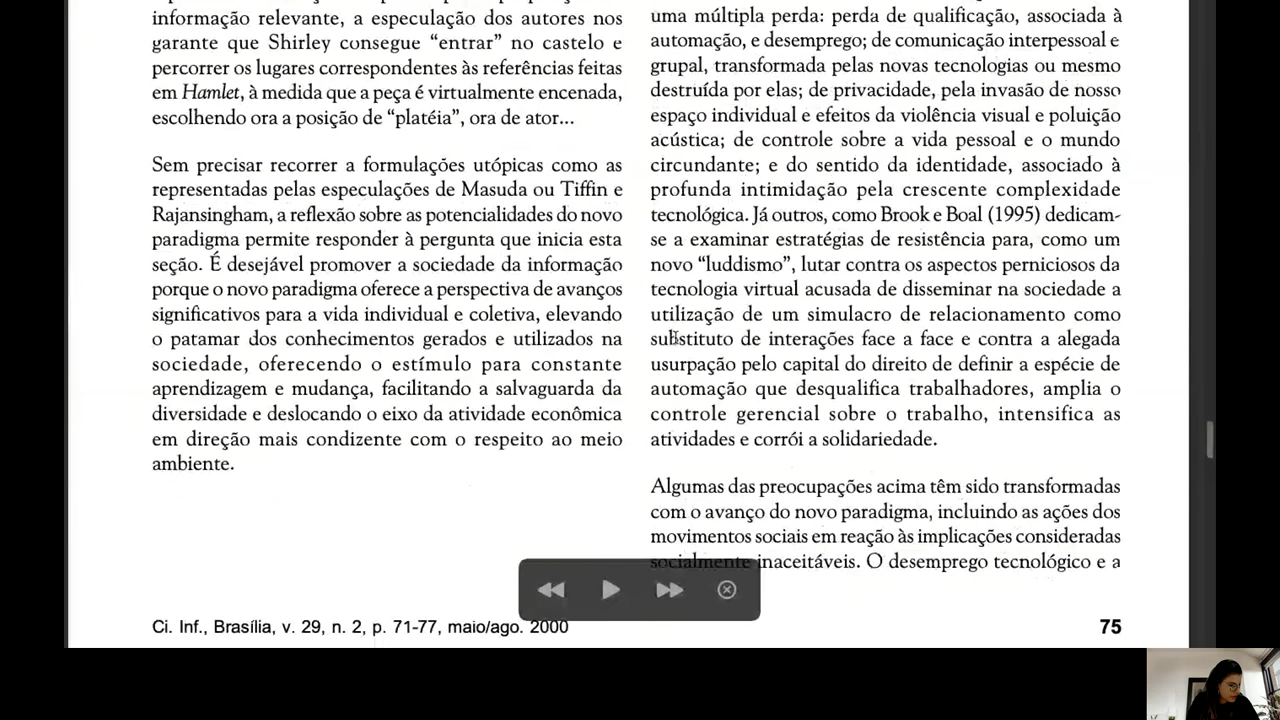 informação relevante, a especulação dos autores nos
garante que Shirley consegue “entrar” no castelo e
percorrer os lugares correspondentes às referências feitas
em Hamlet, à medida que a peça é virtualmente encenada,
escolhendo ora a posição de “platéia”, ora de ator...
Sem precisar recorrer a formulações utópicas como as
representadas pelas especulações de Masuda ou Tiffin e
Rajansingham, a reflexão sobre as potencialidades do novo
paradigma permite responder à pergunta que inicia esta
seção. É desejável promover a sociedade da informação
porque o novo paradigma oferece a perspectiva de avanços
significativos para a vida individual e coletiva, elevando
o patamar dos conhecimentos gerados e utilizados na
sociedade, oferecendo o estímulo para constante
aprendizagem e mudança, facilitando a salvaguarda da
diversidade e deslocando o eixo da atividade econômica
em direção mais condizente com o respeito ao meio
ambiente.
uma múltipla perda: perda de qualificação, associada à
automação, e desemprego; de comunicação interpessoal e
grupal, transformada pelas novas tecnologias ou mesmo
destruída por elas; de privacidade, pela invasão de nosso
espaço individual e efeitos da violência visual e poluição
acústica; de controle sobre a vida pessoal e o mundo
circundante; e do sentido da identidade, associado à
profunda intimidação pela crescente complexidade
tecnológica. Já outros, como Brook e Boal (1995) dedicam-
se a examinar estratégias de resistência para, como um
novo “luddismo”, lutar contra os aspectos perniciosos da
tecnologia virtual acusada de disseminar na sociedade a
utilização de um simulacro de relacionamento como
substituto de interações face a face e contra a alegada
usurpação pelo capital do direito de definir a espécie de
automação que desqualifica trabalhadores, amplia o
controle gerencial sobre o trabalho, intensifica as
atividades e corrói a solidariedade.
Algumas das preocupações acima têm sido transformadas
com o avanço do novo paradigma, incluindo as ações dos
movimentos sociais em reação às implicações consideradas
socialmente inaceitáveis. O desemprego tecnológico e a
Ci. Inf., Brasília, v. 29, n. 2, p. 71-77, maio/ago. 2000
75